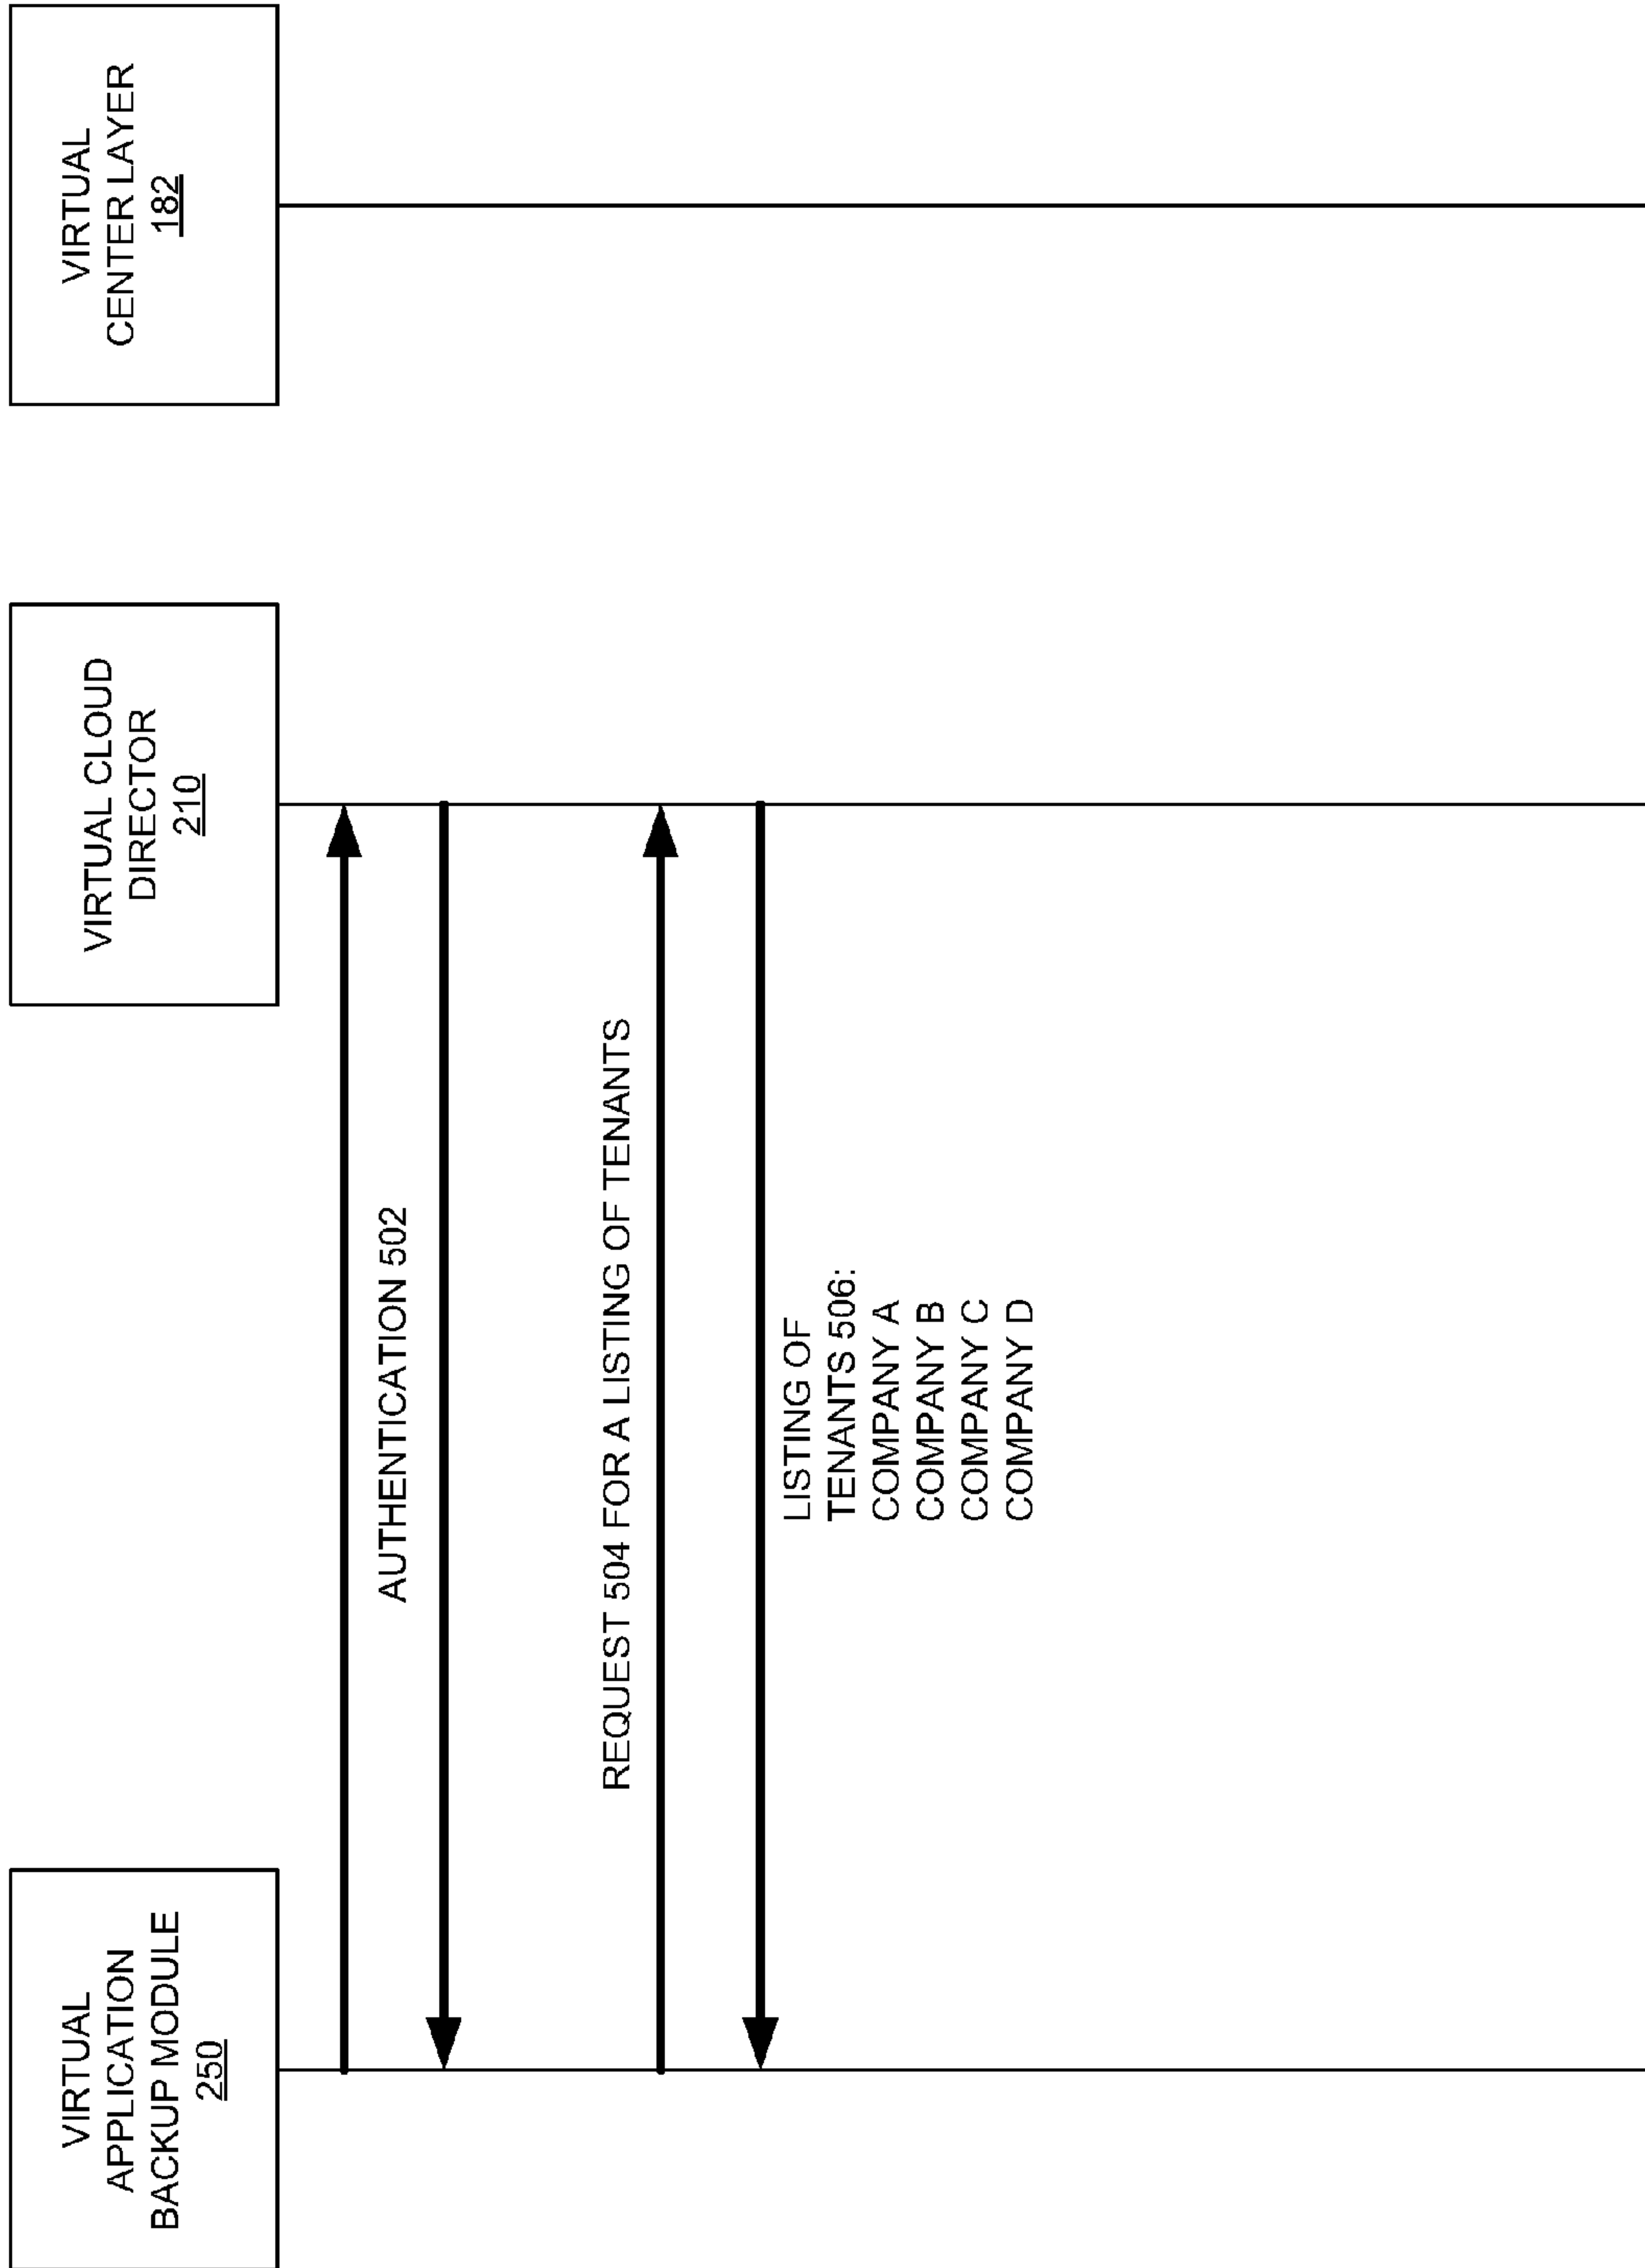 VIRTUAL
APPLICATION
BACKUP MODULE
250
VIRTUAL CLOUD
DIRECTOR
210
VIRTUAL
CENTER LAYER
182
AUTHENTICATION 502
REQUEST 504 FOR A LISTING OF TENANTS
LISTING OF
TENANTS 506:
COMPANY A
COMPANY B
COMPANY C
COMPANY D